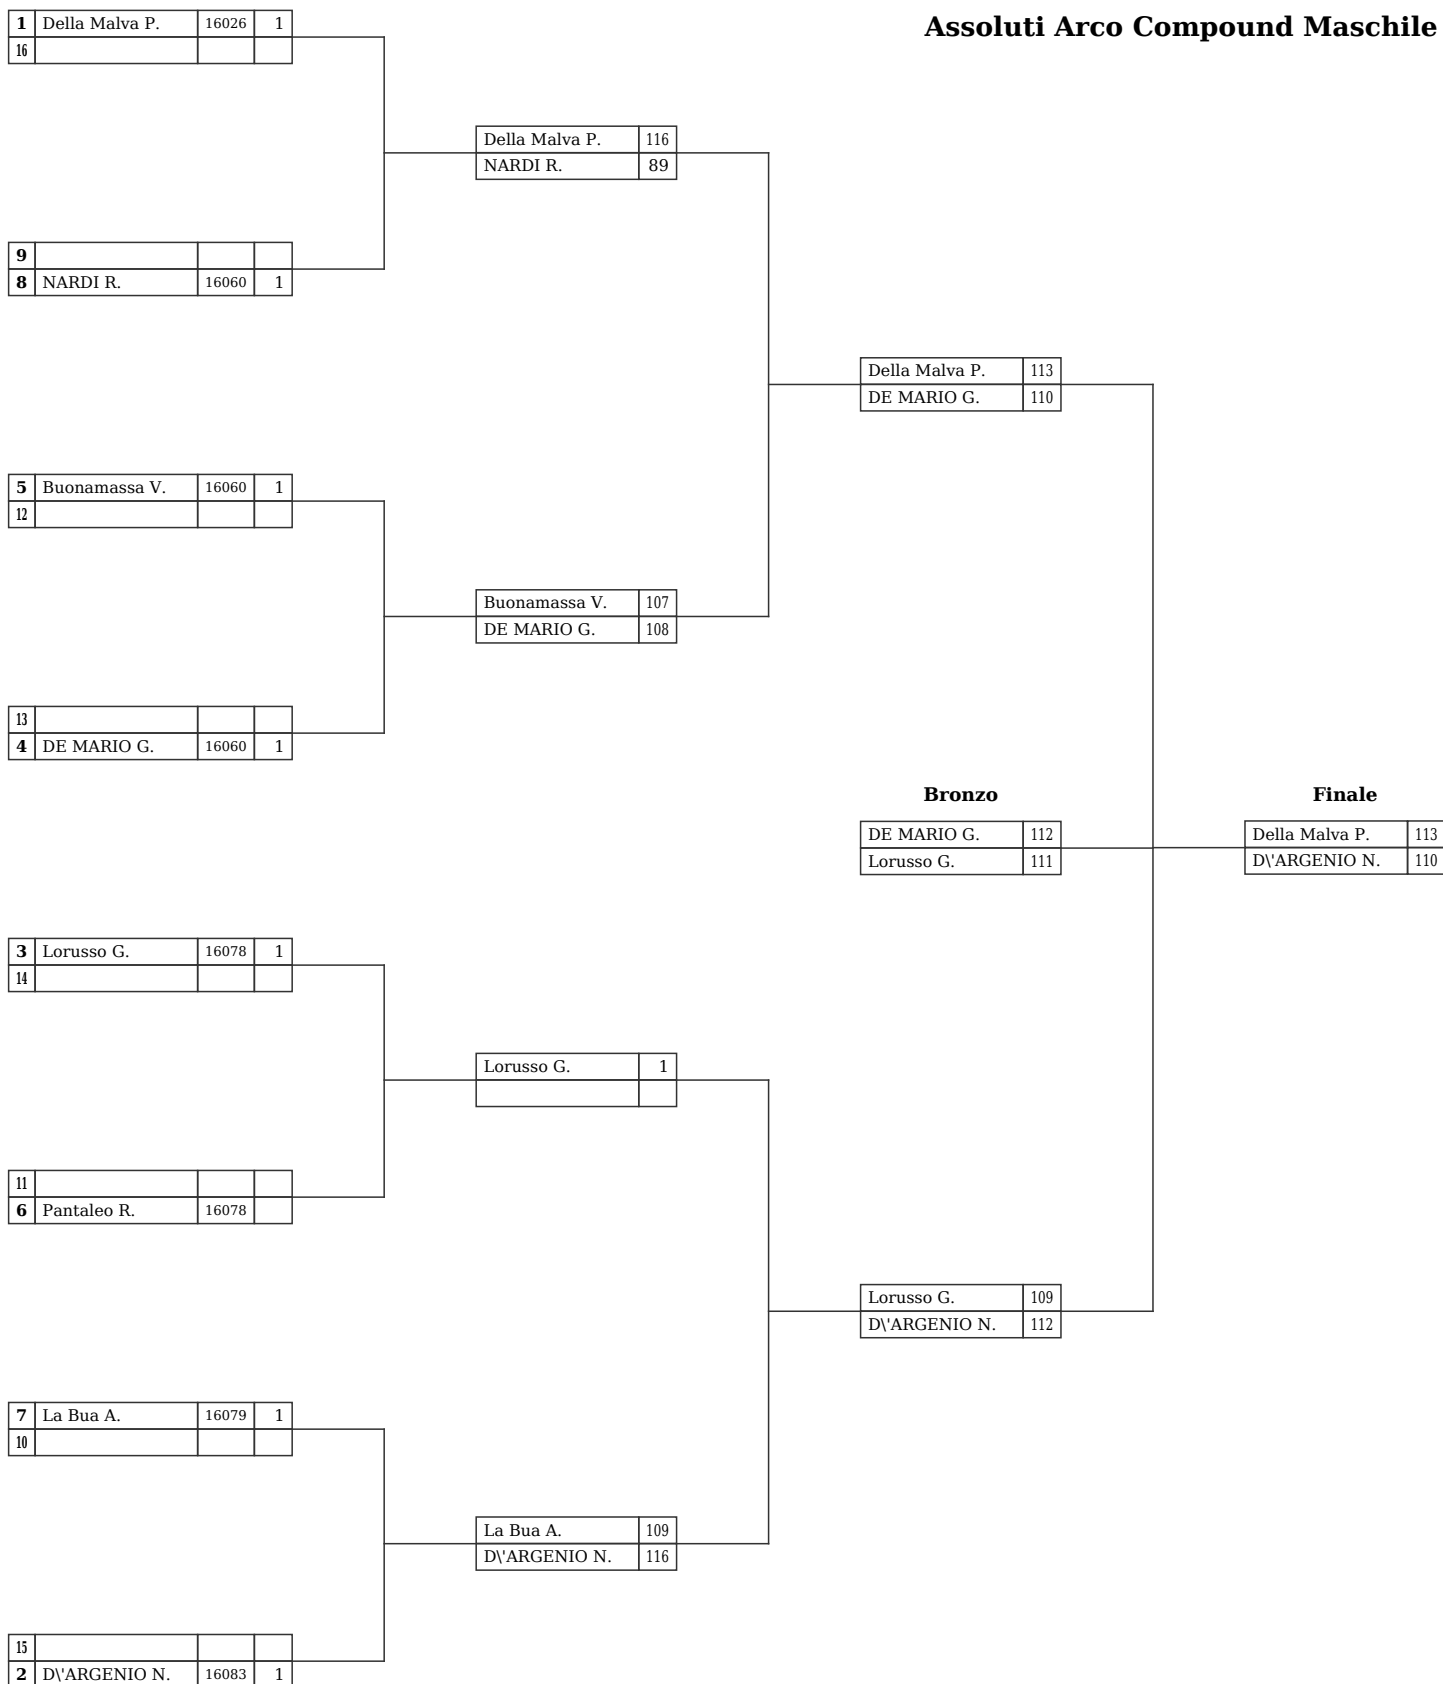 Assoluti Arco Compound Maschile
1 Della Malva P. 16026 1
16
Della Malva P. 116
NARDI R. 89
9
8 NARDI R. 16060 1
Della Malva P. 113
DE MARIO G. 110
5 Buonamassa V. 16060 1
12
Buonamassa V. 107
DE MARIO G. 108
13
4 DE MARIO G. 16060 1
Bronzo Finale
DE MARIO G. 112 Della Malva P. 113
Lorusso G. 111 D\'ARGENIO N. 110
3 Lorusso G. 16078 1
14
Lorusso G. 1
11
6 Pantaleo R. 16078
Lorusso G. 109
D\'ARGENIO N. 112
7 La Bua A. 16079 1
10
La Bua A. 109
D\'ARGENIO N. 116
15
2 D\'ARGENIO N. 16083 1